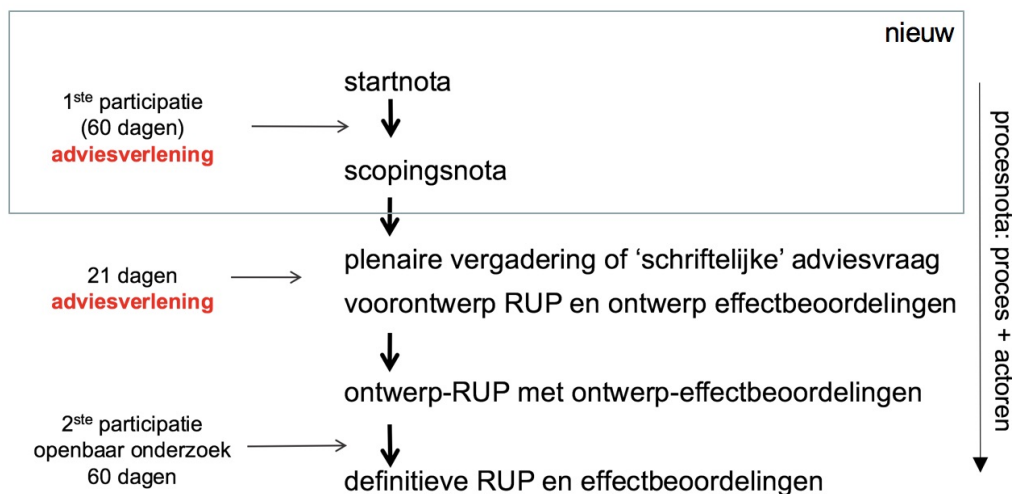 nieuw
startnota
1ste participatie
(60 dagen)
adviesverlening
scopingsnota
plenaire vergadering of ‘schriftelijke’ adviesvraag
21 dagen
adviesverlening
voorontwerp RUP en ontwerp effectbeoordelingen
ontwerp-RUP met ontwerp-effectbeoordelingen
2ste participatie
openbaar onderzoek
60 dagen
definitieve RUP en effectbeoordelingen
procesnota: proces + actoren